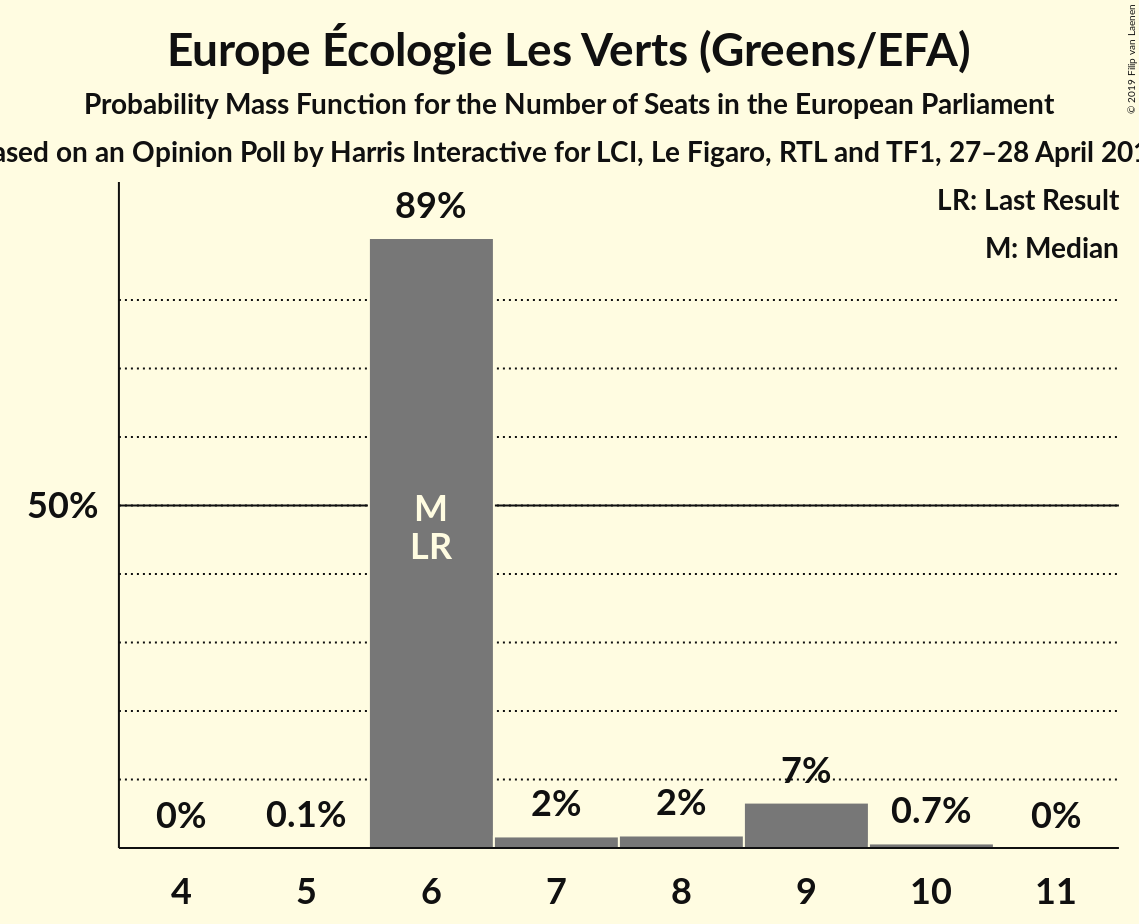 Europe Écologie Les Verts (Greens/EFA)
Probability Mass Function for the Number of Seats in the European Parliament
on an Opinion Poll by Harris Interactive for LCI, Le Figaro, RTL and TF1, 27–28 April
© 2019 Filip van Laenen
LR: Last Result
M: Median
89%
50%
M
LR
0%
0.1%
2%
2%
7%
0.7%
0%
4 5 6 7 8 9 10 11